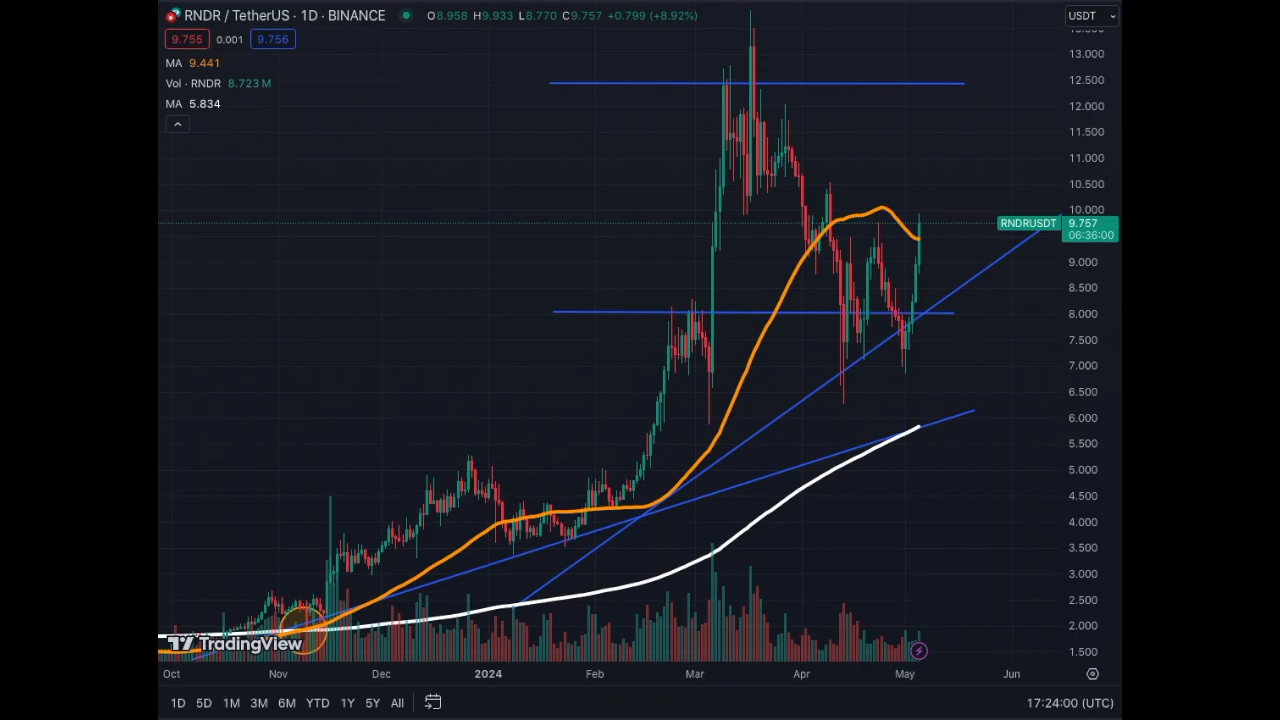 RNDR / TetherUS · 1D · BINANCE O8.958 H9.933 L8.770 C9.757 +0.799 (+8.92%)
USDT
9.755 0.001 9.756
MA 9.441
Vol · RNDR 8.723 M
MA 5.834
13.000
12.500
12.000
11.500
11.000
10.500
10.000
RNDRUSDT 9.757
06:36:00
9.000
8.500
8.000
7.500
7.000
6.500
6.000
5.500
5.000
4.500
4.000
3.500
3.000
2.500
2.000
TradingView
1.500
Oct Nov Dec 2024 Feb Mar Apr May Jun
1D 5D 1M 3M 6M YTD 1Y 5Y All 17:24:00 (UTC)